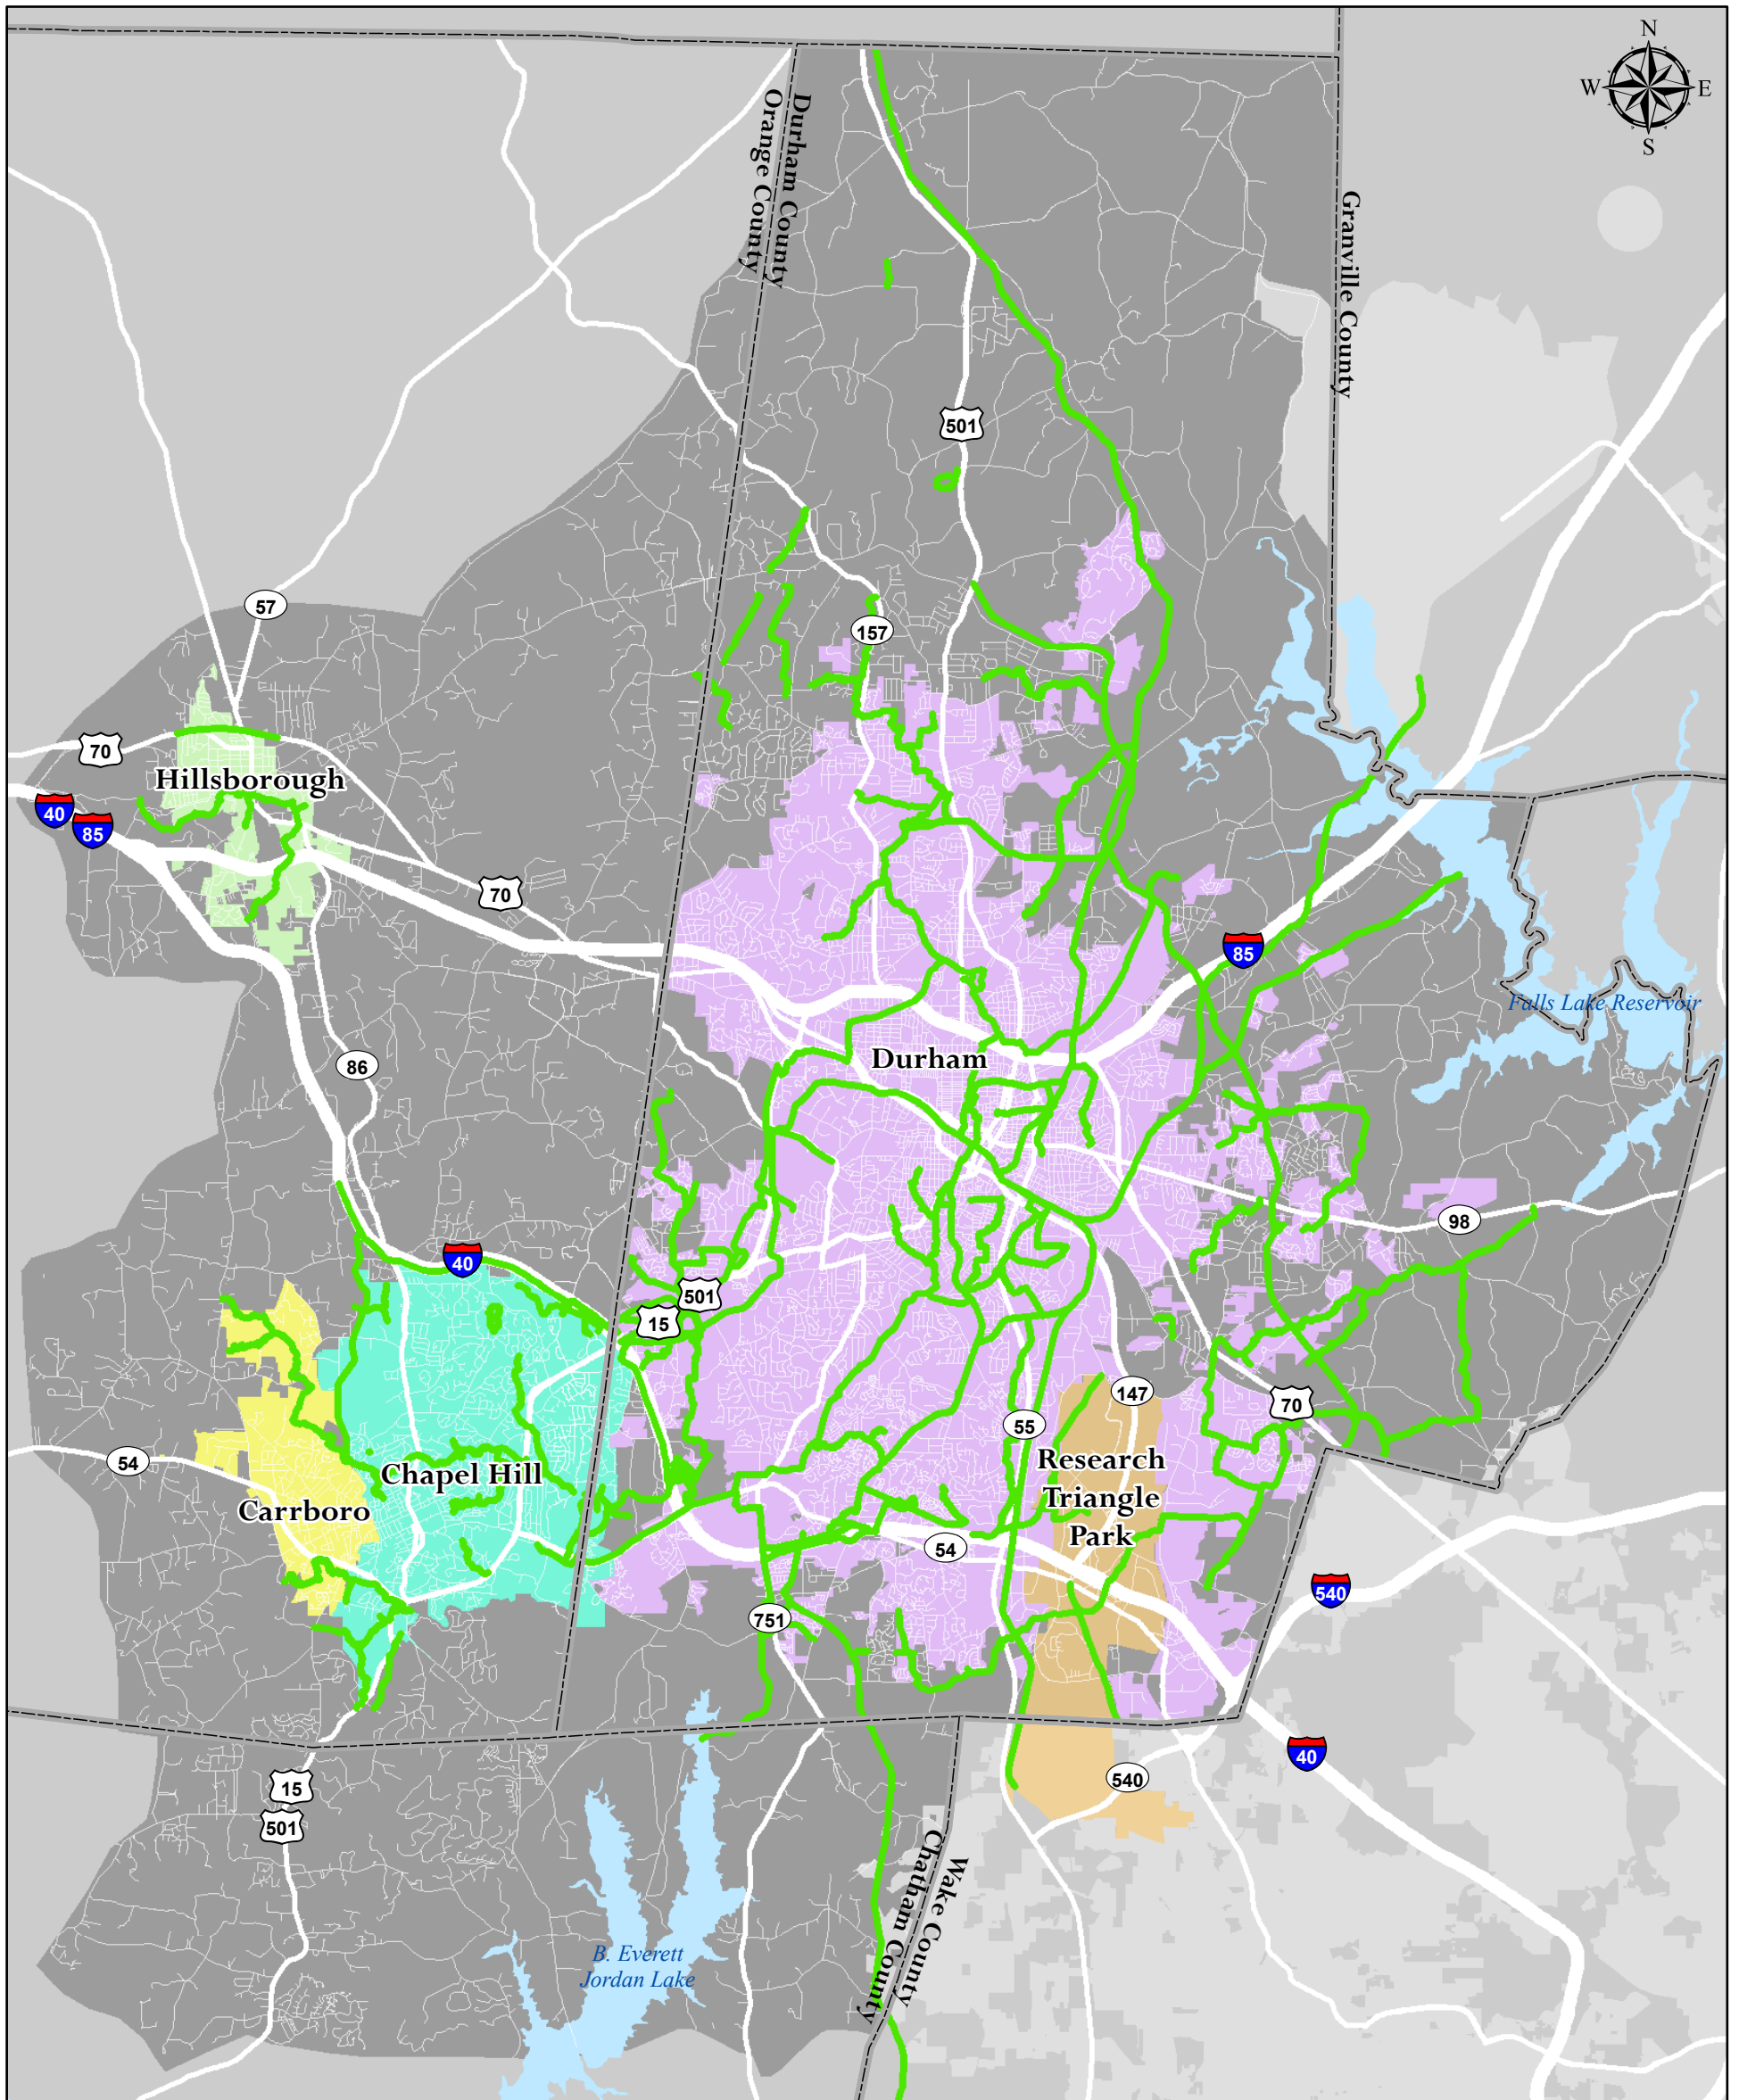 N
W
E
S
Durham County
Orange County
Granville County
501
57
157
70
Hillsborough
40
85
70
85
Falls Lake Reservoir
Durham
86
98
40
501
15
147
70
55
54
Research
Triangle
Park
Chapel Hill
Carrboro
54
540
751
40
540
15
501
Wake County
Chatham County
B. Everett
Jordan Lake